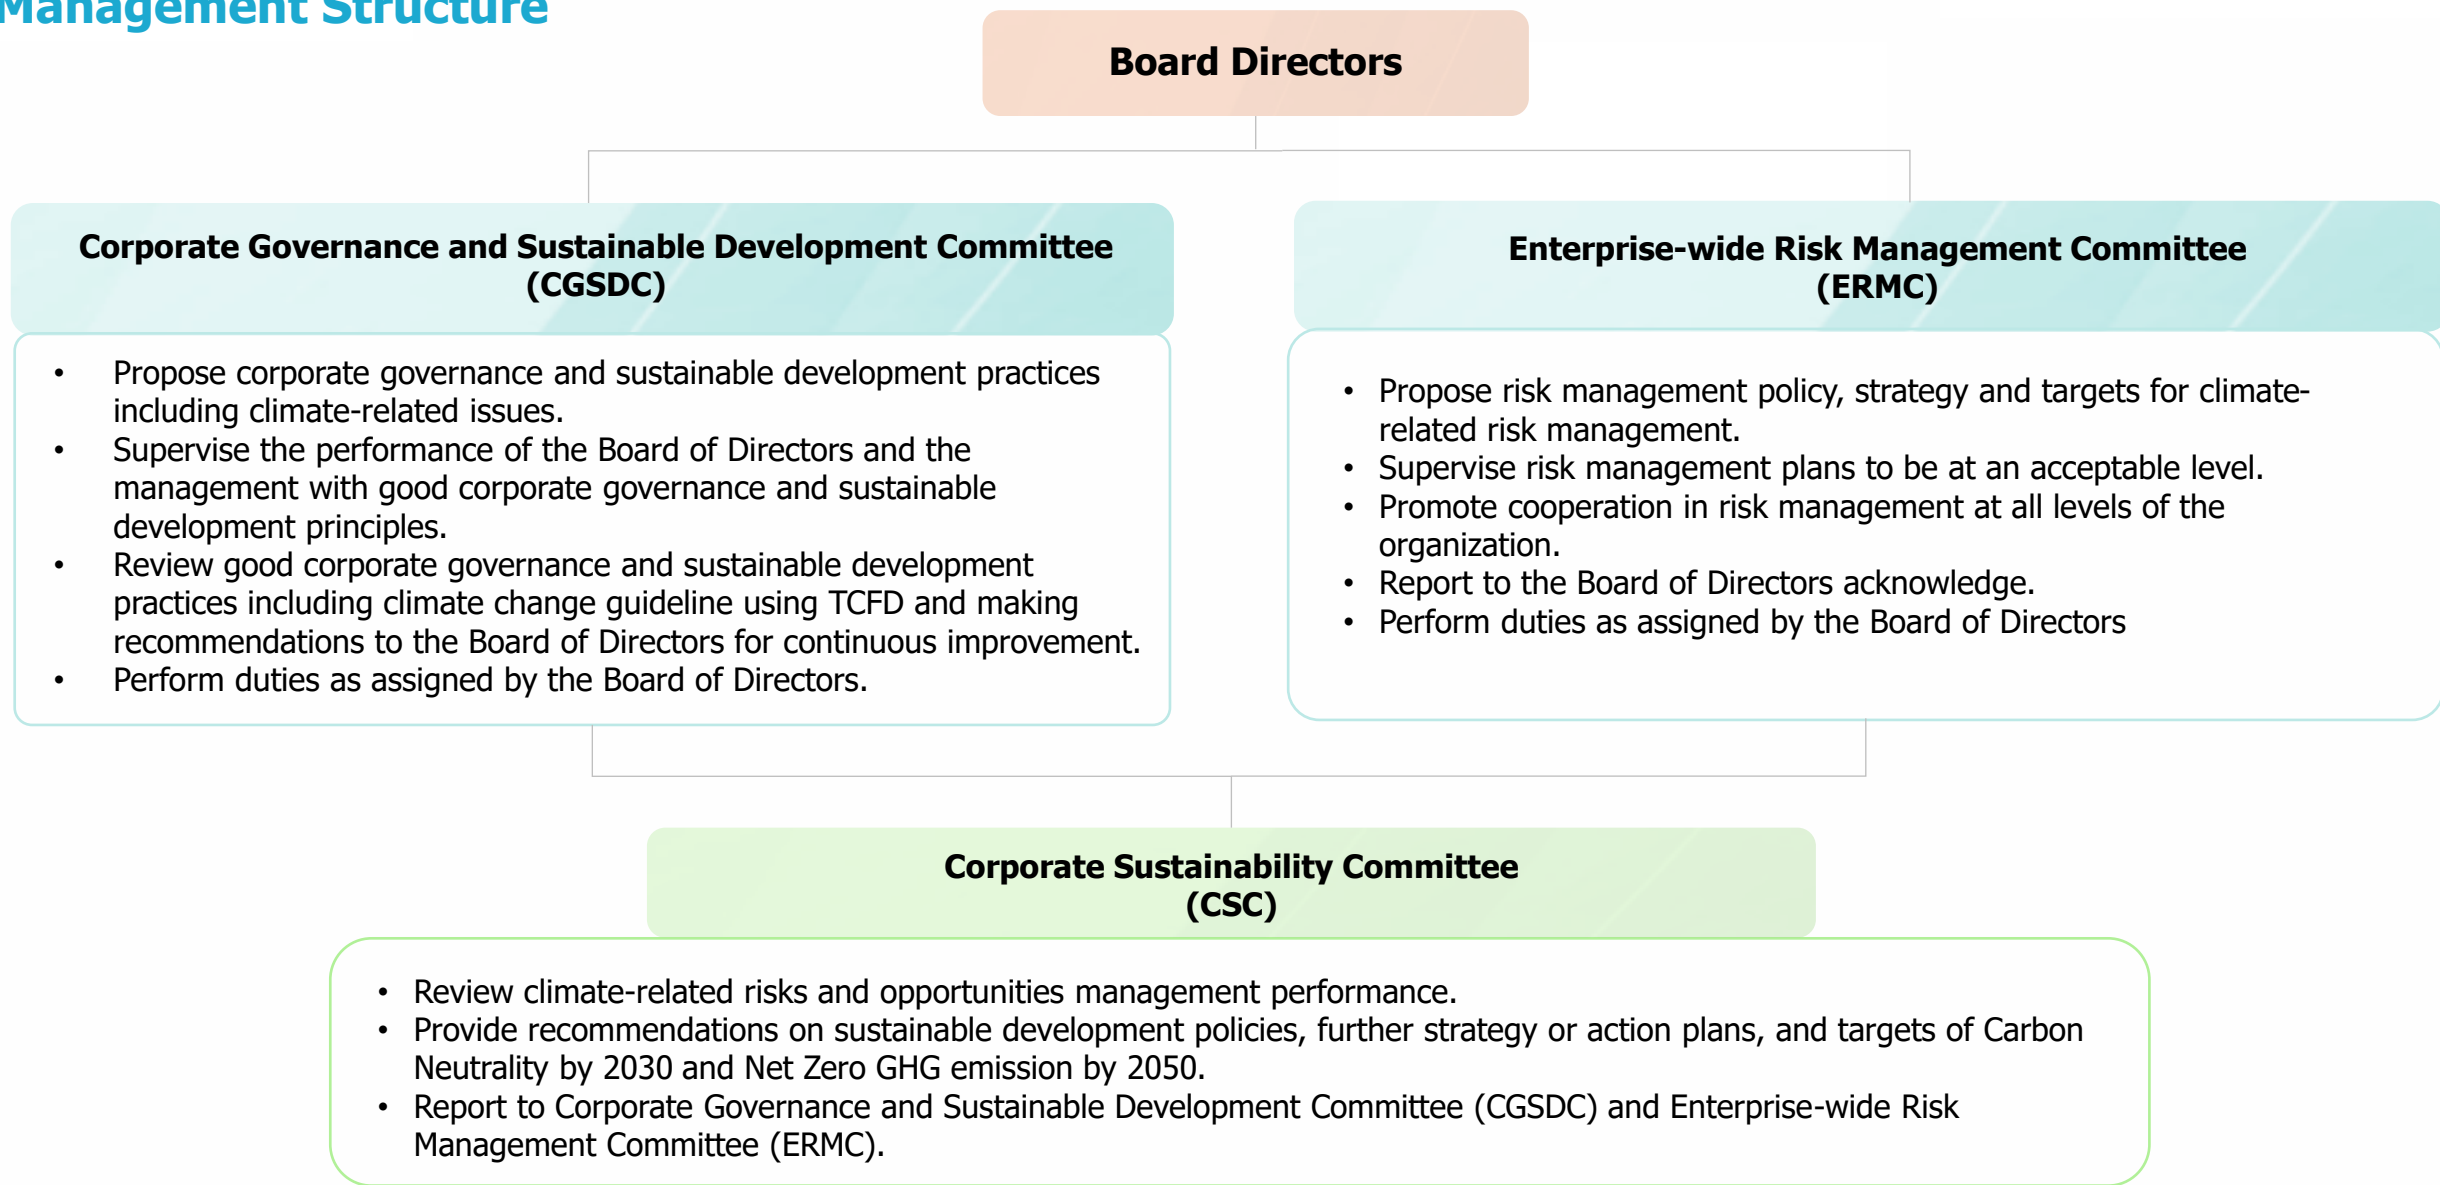 Management Structure
Board Directors
Corporate Governance and Sustainable Development Committee
(CGSDC)
• Propose corporate governance and sustainable development practices
including climate-related issues.
• Supervise the performance of the Board of Directors and the
management with good corporate governance and sustainable
development principles.
• Review good corporate governance and sustainable development
practices including climate change guideline using TCFD and making
recommendations to the Board of Directors for continuous improvement.
• Perform duties as assigned by the Board of Directors.
Enterprise-wide Risk Management Committee
(ERMC)
• Propose risk management policy, strategy and targets for climate-
related risk management.
• Supervise risk management plans to be at an acceptable level.
• Promote cooperation in risk management at all levels of the
organization.
• Report to the Board of Directors acknowledge.
• Perform duties as assigned by the Board of Directors
Corporate Sustainability Committee
(CSC)
• Review climate-related risks and opportunities management performance.
• Provide recommendations on sustainable development policies, further strategy or action plans, and targets of Carbon
Neutrality by 2030 and Net Zero GHG emission by 2050.
• Report to Corporate Governance and Sustainable Development Committee (CGSDC) and Enterprise-wide Risk
Management Committee (ERMC).